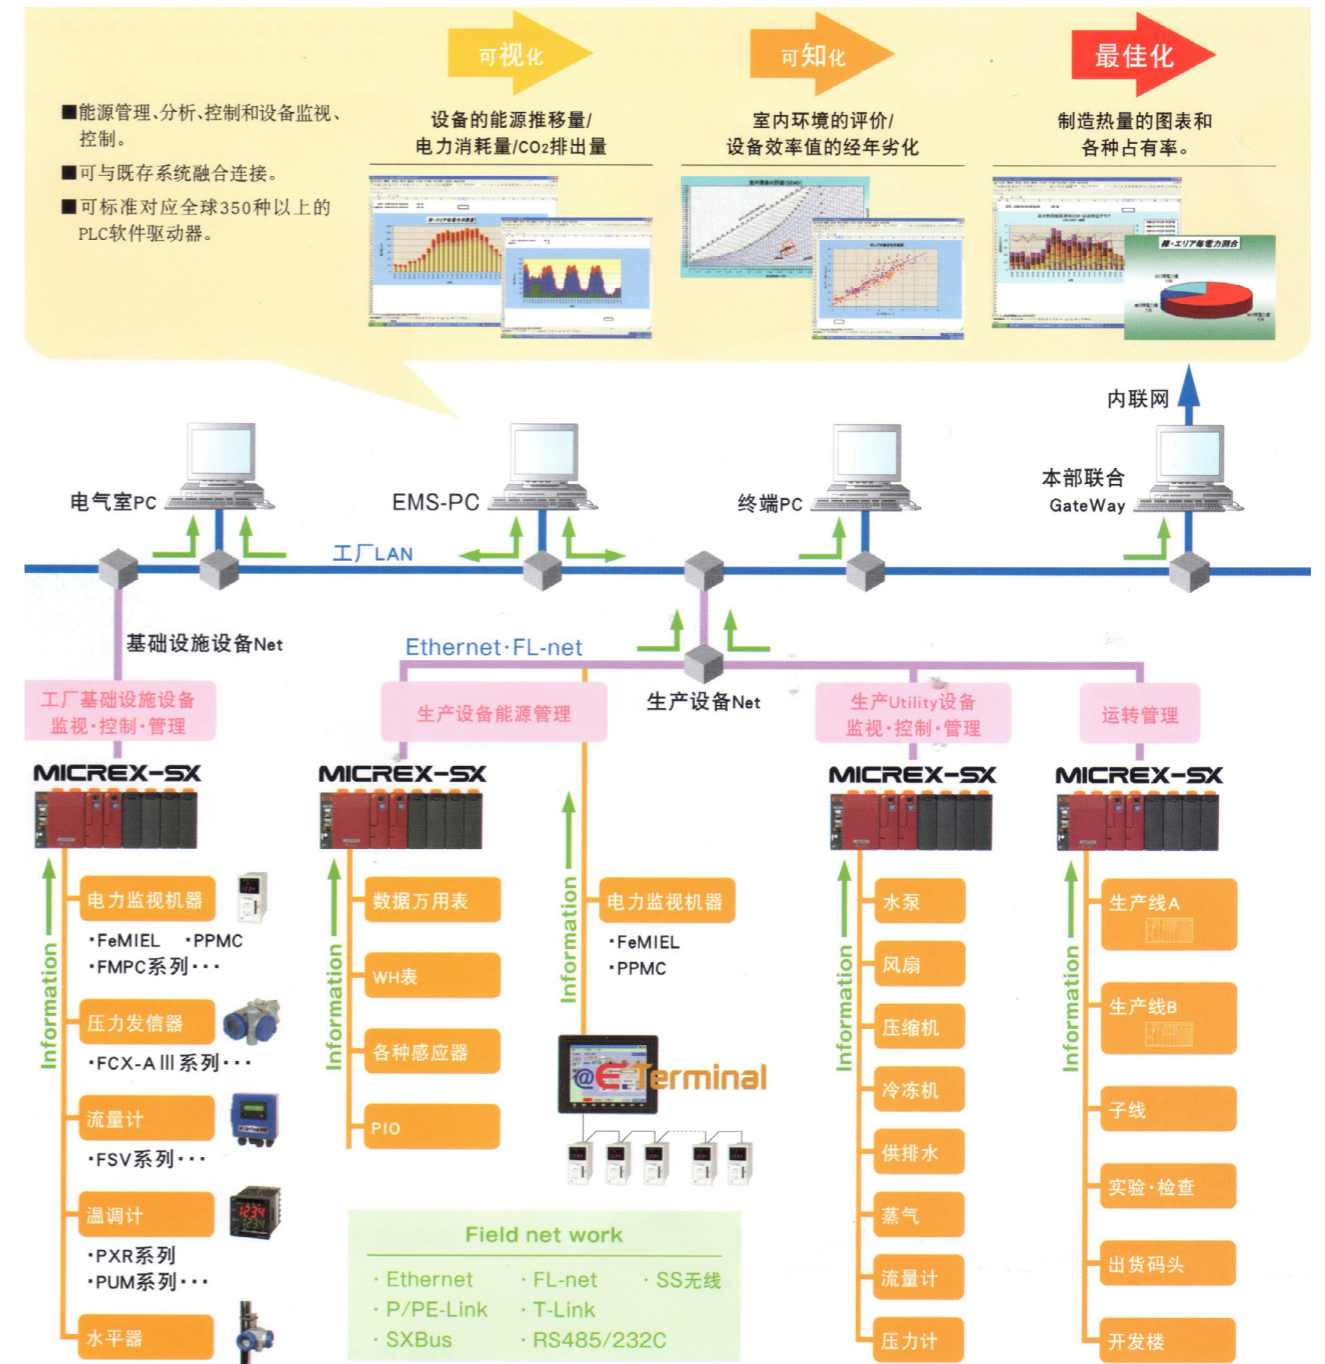 可视化
可知化
最佳化
■能源管理、分析、控制和设备监视、
控制。
■可与既存系统融合连接。
■可标准对应全球350种以上的
PLC软件驱动器。
设备的能源推移量/
电力消耗量/CO2排出量
室内环境的评价/
设备效率值的经年劣化
制造热量的图表和
各种占有率。
棟・エリア毎電力割合
内联网
电气室PC
EMS-PC
终端PC
本部联合
GateWay
工厂LAN
基础设施设备Net
Ethernet·FL-net
生产设备Net
工厂基础设施设备
监视·控制·管理
生产设备能源管理
生产Utility设备
监视·控制·管理
运转管理
MICREX-SX
MICREX-SX
MICREX-SX
MICREX-SX
Information
电力监视机器
·FeMIEL ·PPMC
·FMPC系列···
压力发信器
·FCX-AⅢ系列···
流量计
·FSV系列···
温调计
·PXR系列
·PUM系列···
水平器
Information
数据万用表
WH表
各种感应器
PIO
Information
电力监视机器
·FeMIEL
·PPMC
@E Terminal
Information
水泵
风扇
压缩机
冷冻机
供排水
蒸气
流量计
压力计
Information
生产线A
生产线B
子线
实验·检查
出货码头
开发楼
Field net work
·Ethernet ·FL-net ·SS无线
·P/PE-Link ·T-Link
·SXBus ·RS485/232C